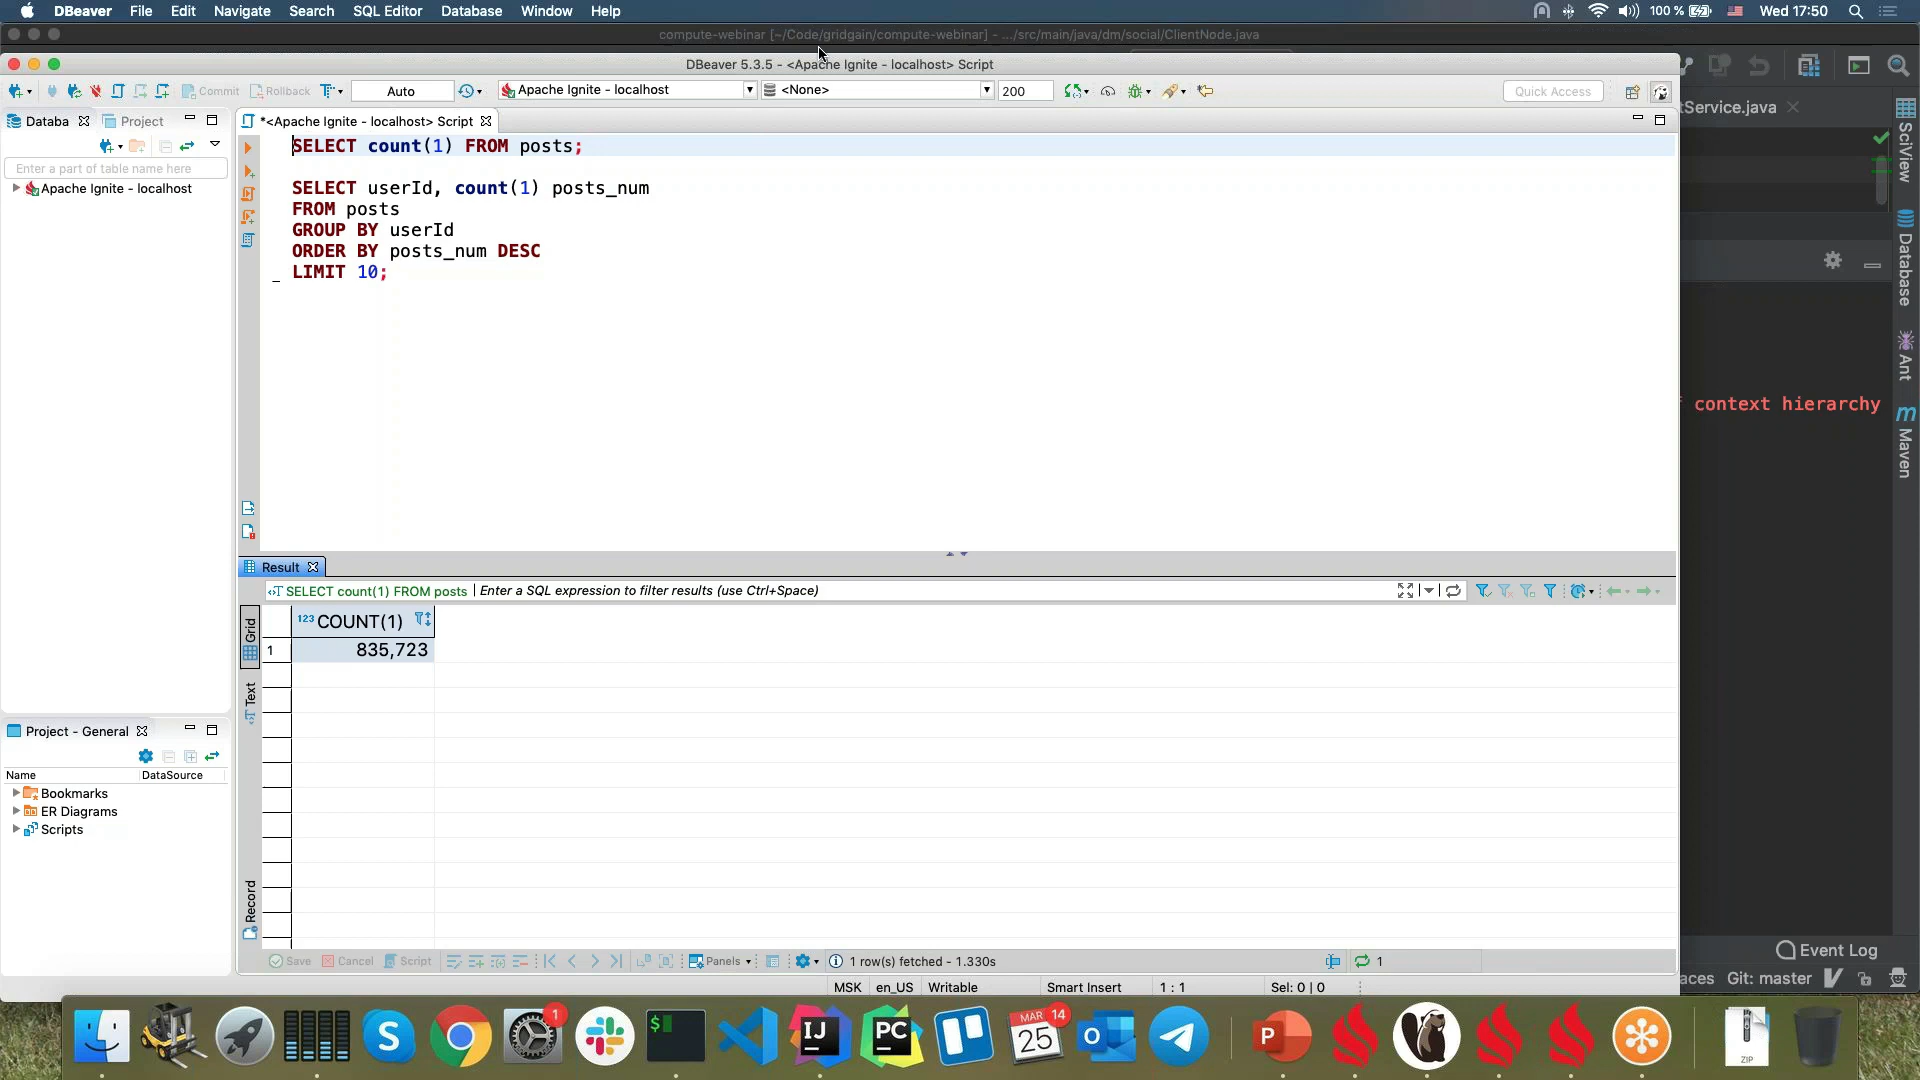 DBeaver File Edit Navigate Search SQL Editor Database Window Help
100 % Wed 17:50
compute-webinar [~/Code/gridgain/compute-webinar] - .../src/main/java/dm/social/ClientNode.java
DBeaver 5.3.5 - <Apache Ignite - localhost> Script
Commit Rollback Auto Apache Ignite - localhost <None> 200 Quick Access
tService.java
Databa Project
*<Apache Ignite - localhost> Script
Enter a part of table name here
Apache Ignite - localhost
SELECT count(1) FROM posts;
SELECT userId, count(1) posts_num
FROM posts
GROUP BY userId
ORDER BY posts_num DESC
LIMIT 10;
SciView
Database
Ant
Maven
context hierarchy
Result
SELECT count(1) FROM posts Enter a SQL expression to filter results (use Ctrl+Space)
Grid
Text
Record
123 COUNT(1)
1 835,723
Project - General
Name DataSource
Bookmarks
ER Diagrams
Scripts
Save Cancel Script Panels 1 row(s) fetched - 1.330s 1
MSK en_US Writable Smart Insert 1 : 1 Sel: 0 | 0
Event Log
aces Git: master
1
$
IJ
PC
MAR 14
25
P
ZIP